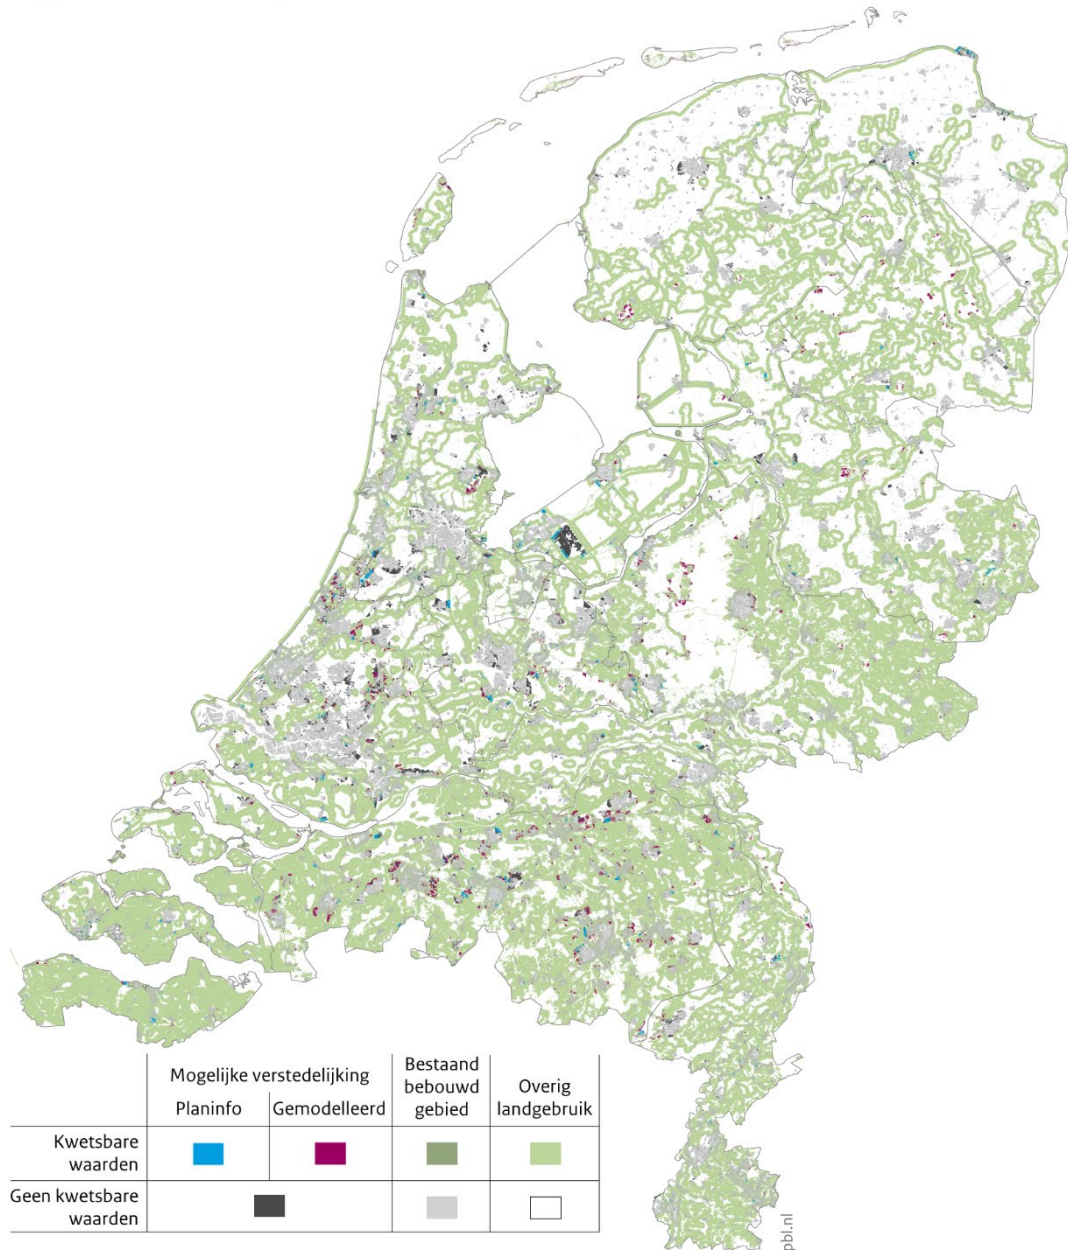 Mogelijke verstedelijking
Planinfo Gemodelleerd
Bestaand
bebouwd
gebied
Overig
landgebruik
Kwetsbare
waarden
Geen kwetsbare
waarden
pbl.nl